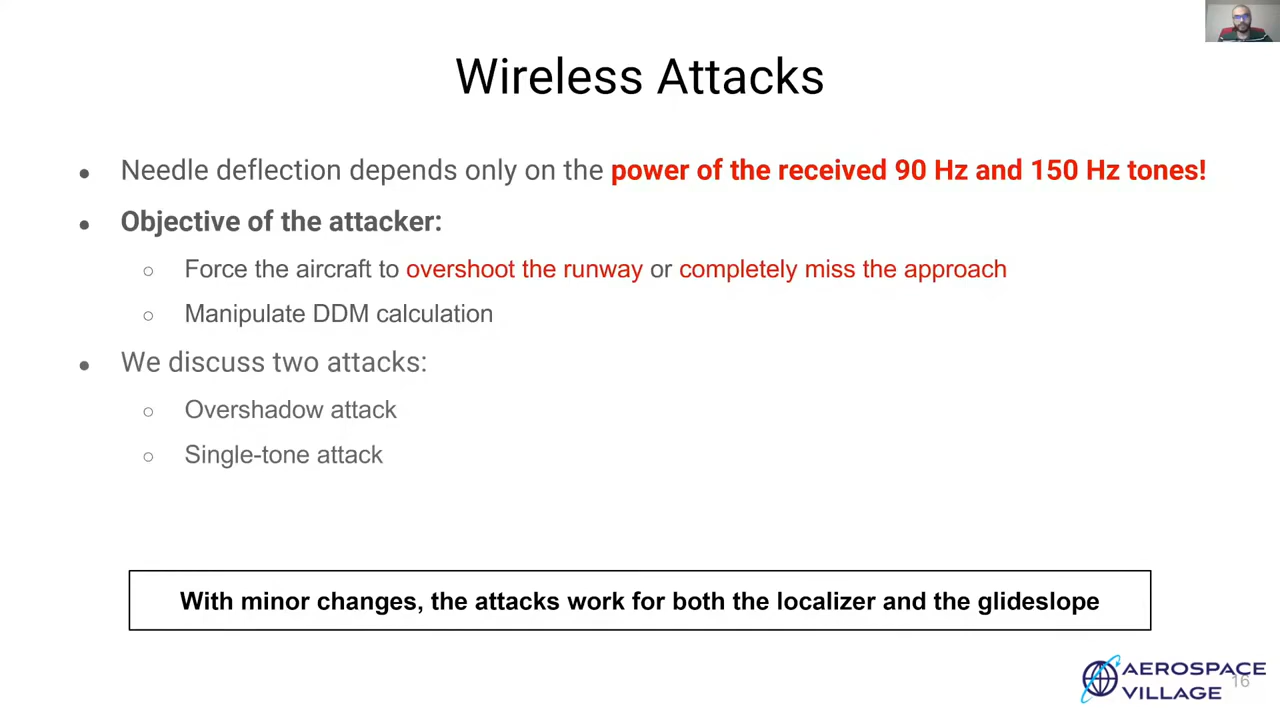 Wireless Attacks
● Needle deflection depends only on the power of the received 90 Hz and 150 Hz tones!
● Objective of the attacker:
○ Force the aircraft to overshoot the runway or completely miss the approach
○ Manipulate DDM calculation
● We discuss two attacks:
○ Overshadow attack
○ Single-tone attack
With minor changes, the attacks work for both the localizer and the glideslope
AEROSPACE
VILLAGE
16